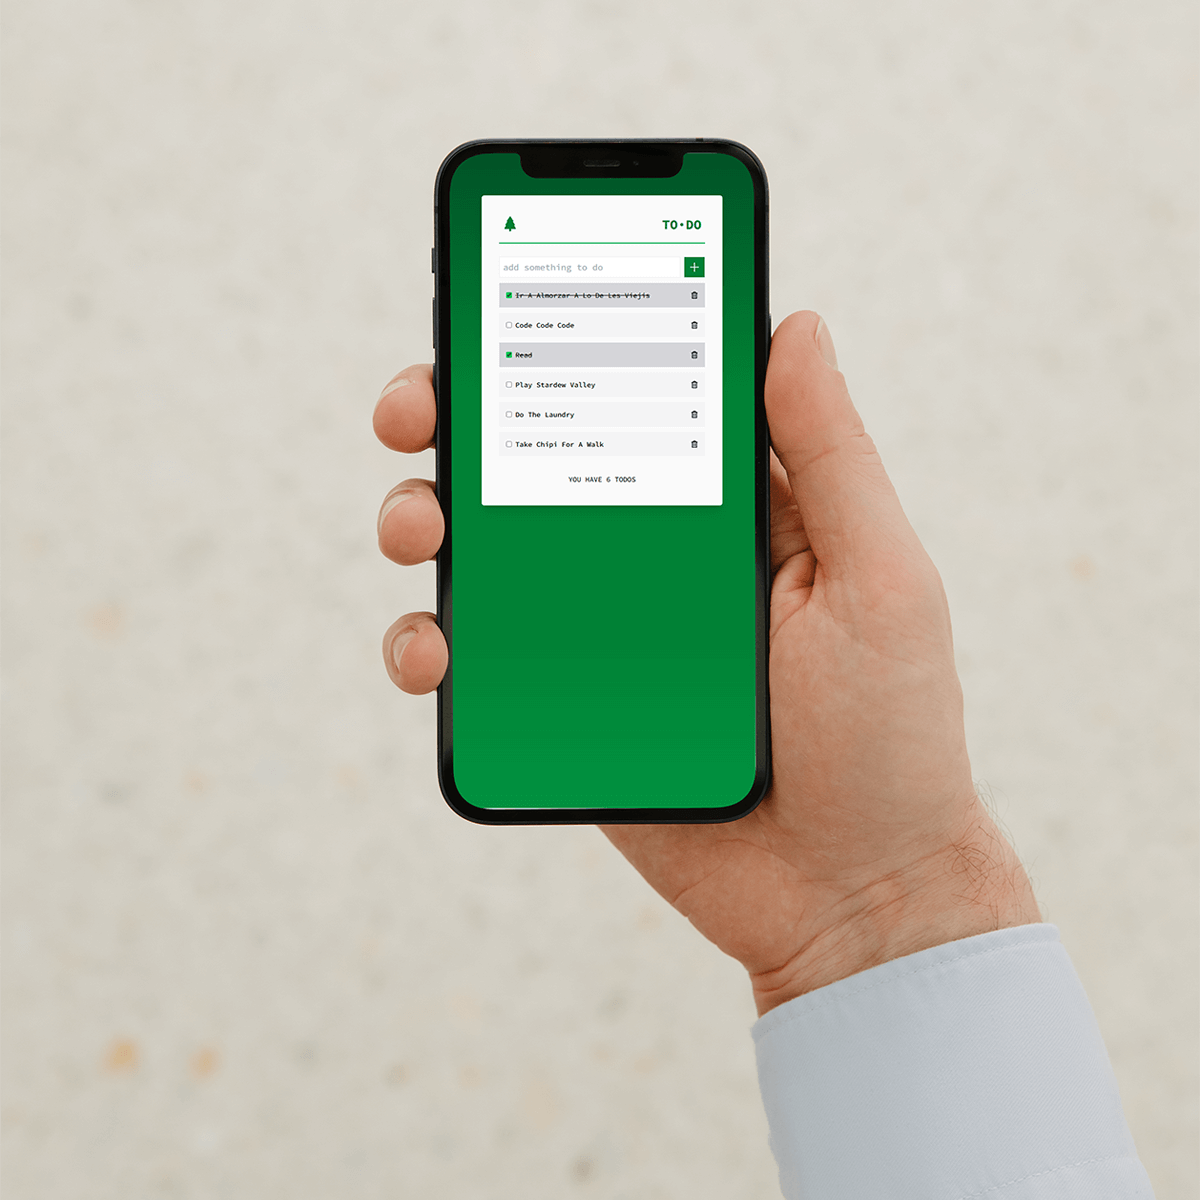 TO·DO
add something to do
Ir A Almorzar A Lo De Les Viejis
Code Code Code
Read
Play Stardew Valley
Do The Laundry
Take Chipi For A Walk
YOU HAVE 6 TODOS